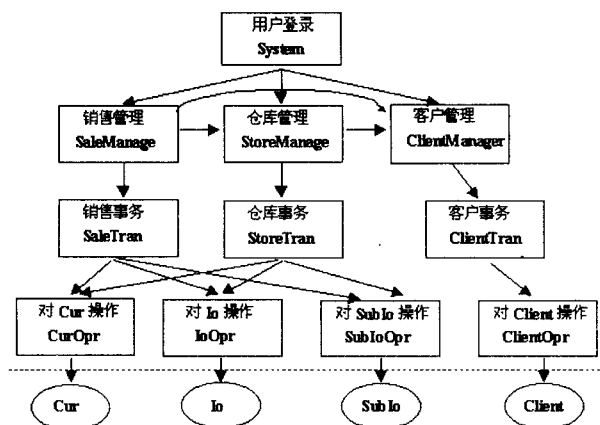 用户登录
System
销售管理
SaleManage
仓库管理
StoreManage
客户管理
ClientManager
销售事务
SaleTran
仓库事务
StoreTran
客户事务
ClientTran
对 Cur 操作
CurOpr
对 Io 操作
IoOpr
对 SubIo 操作
SubIoOpr
对 Client 操作
ClientOpr
Cur
Io
SubIo
Client